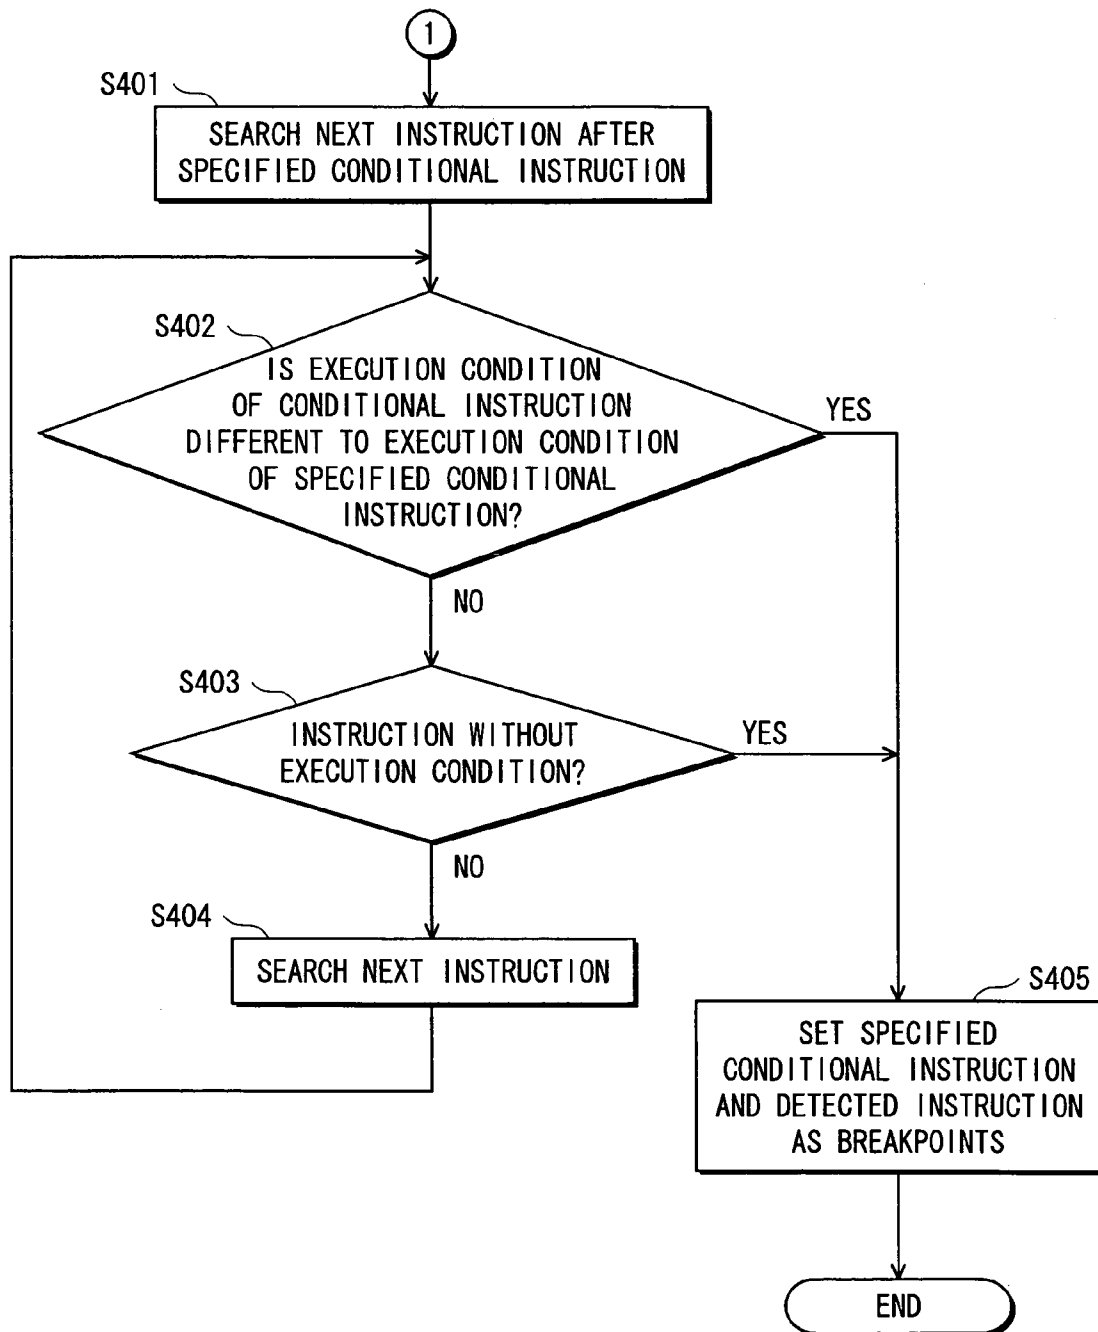 1
S401
SEARCH NEXT INSTRUCTION AFTER
SPECIFIED CONDITIONAL INSTRUCTION
S402
IS EXECUTION CONDITION
OF CONDITIONAL INSTRUCTION
DIFFERENT TO EXECUTION CONDITION
OF SPECIFIED CONDITIONAL
INSTRUCTION?
YES
NO
S403
INSTRUCTION WITHOUT
EXECUTION CONDITION?
YES
NO
S404
SEARCH NEXT INSTRUCTION
S405
SET SPECIFIED
CONDITIONAL INSTRUCTION
AND DETECTED INSTRUCTION
AS BREAKPOINTS
END